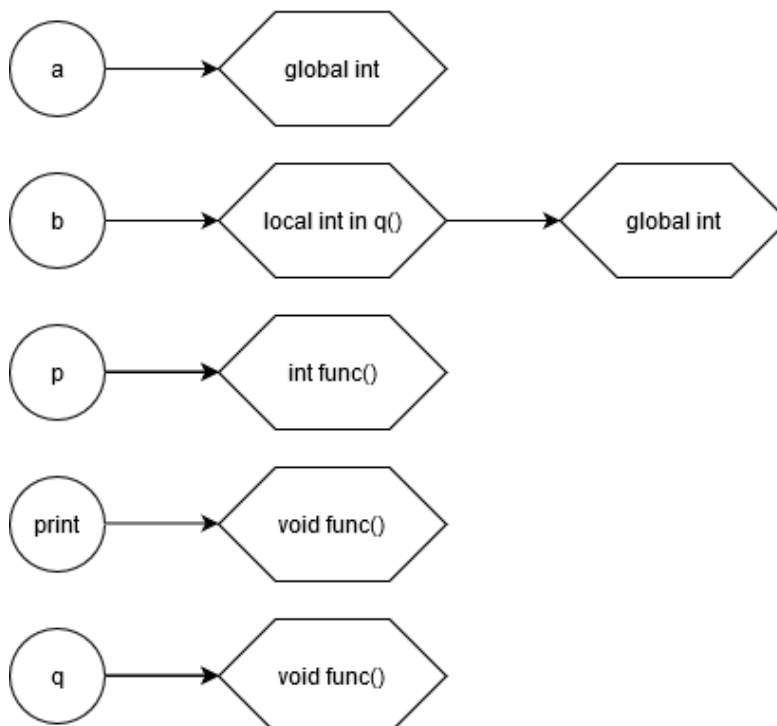 a
global int
b
local int in q()
global int
p
int func()
print
void func()
q
void func()